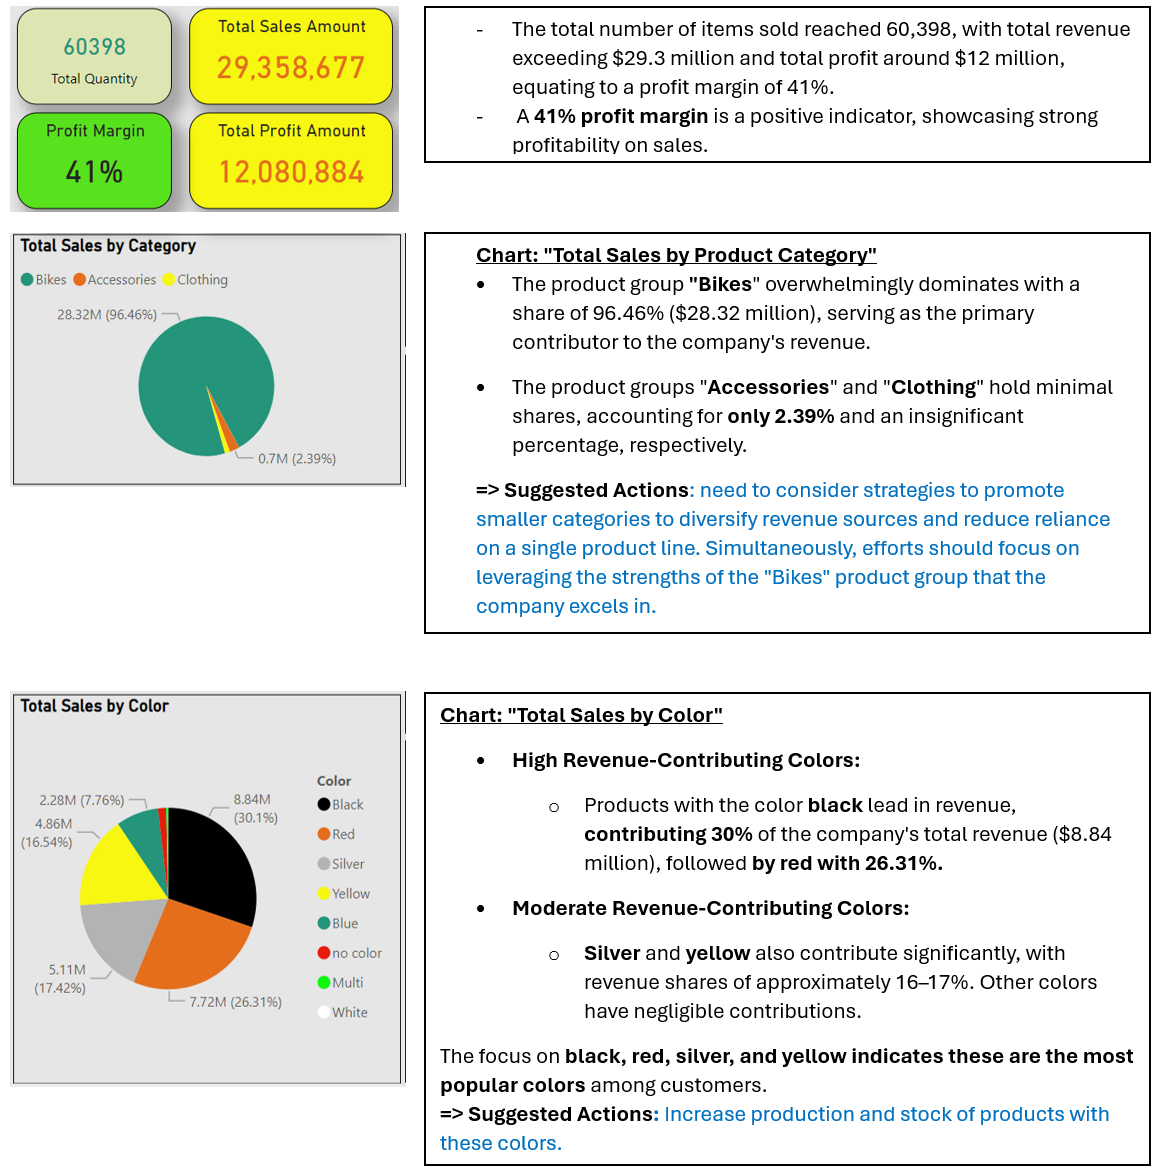 60398
Total Quantity
Total Sales Amount
29,358,677
Profit Margin
41%
Total Profit Amount
12,080,884
- The total number of items sold reached 60,398, with total revenue
exceeding $29.3 million and total profit around $12 million,
equating to a profit margin of 41%.
- A 41% profit margin is a positive indicator, showcasing strong
profitability on sales.
Total Sales by Category
Bikes Accessories Clothing
28.32M (96.46%)
0.7M (2.39%)
Chart: "Total Sales by Product Category"
• The product group "Bikes" overwhelmingly dominates with a
share of 96.46% ($28.32 million), serving as the primary
contributor to the company's revenue.
• The product groups "Accessories" and "Clothing" hold minimal
shares, accounting for only 2.39% and an insignificant
percentage, respectively.
=> Suggested Actions: need to consider strategies to promote
smaller categories to diversify revenue sources and reduce reliance
on a single product line. Simultaneously, efforts should focus on
leveraging the strengths of the "Bikes" product group that the
company excels in.
Total Sales by Color
2.28M (7.76%)
4.86M
(16.54%)
5.11M
(17.42%)
7.72M (26.31%)
8.84M
(30.1%)
Color
Black
Red
Silver
Yellow
Blue
no color
Multi
White
Chart: "Total Sales by Color"
• High Revenue-Contributing Colors:
o Products with the color black lead in revenue,
contributing 30% of the company's total revenue ($8.84
million), followed by red with 26.31%.
• Moderate Revenue-Contributing Colors:
o Silver and yellow also contribute significantly, with
revenue shares of approximately 16–17%. Other colors
have negligible contributions.
The focus on black, red, silver, and yellow indicates these are the most
popular colors among customers.
=> Suggested Actions: Increase production and stock of products with
these colors.